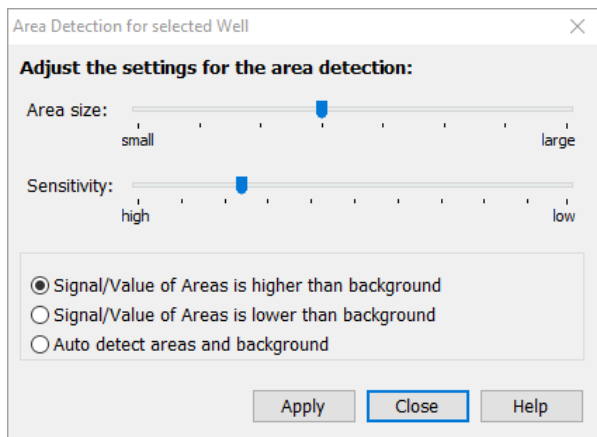 Area Detection for selected Well
Adjust the settings for the area detection:
Area size:
small large
Sensitivity:
high low
Signal/Value of Areas is higher than background
Signal/Value of Areas is lower than background
Auto detect areas and background
Apply Close Help